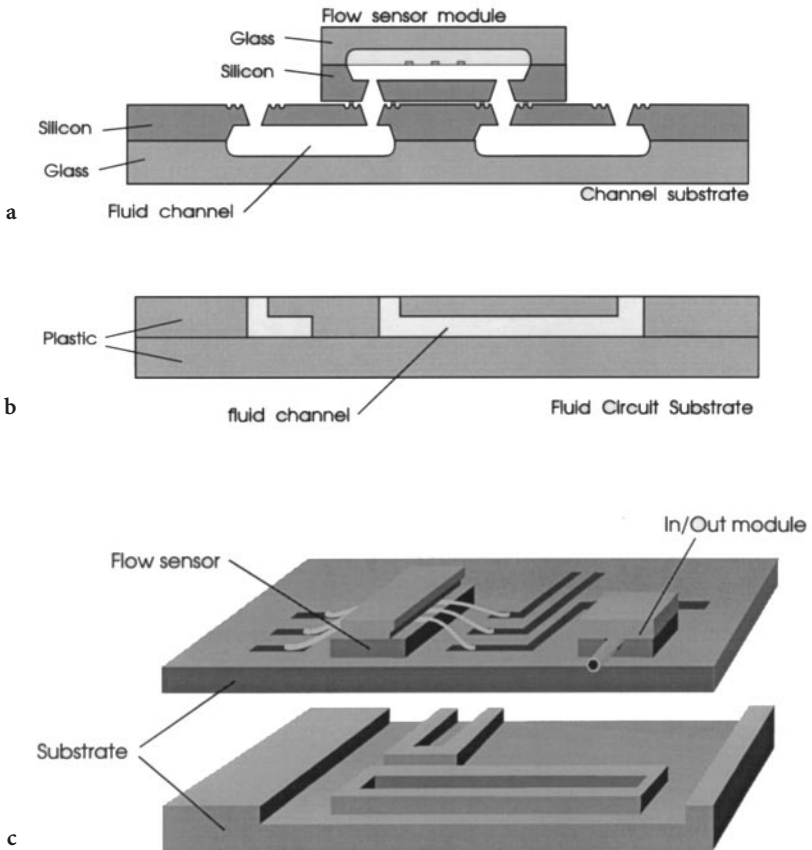 Flow sensor module
Glass
Silicon
Silicon
Glass
Fluid channel
Channel substrate
a
Plastic
fluid channel
Fluid Circuit Substrate
b
In/Out module
Flow sensor
Substrate
c